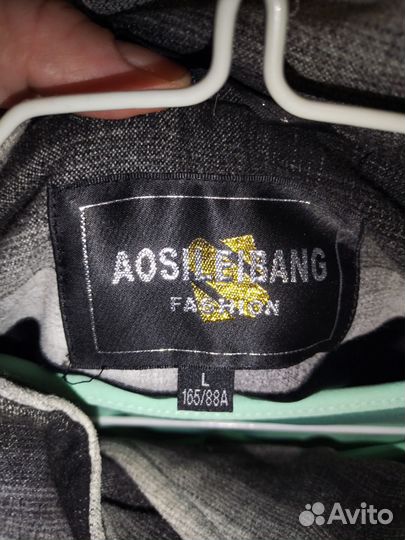 AOSILEIBANG
FASHION
L
165/88A
Avito